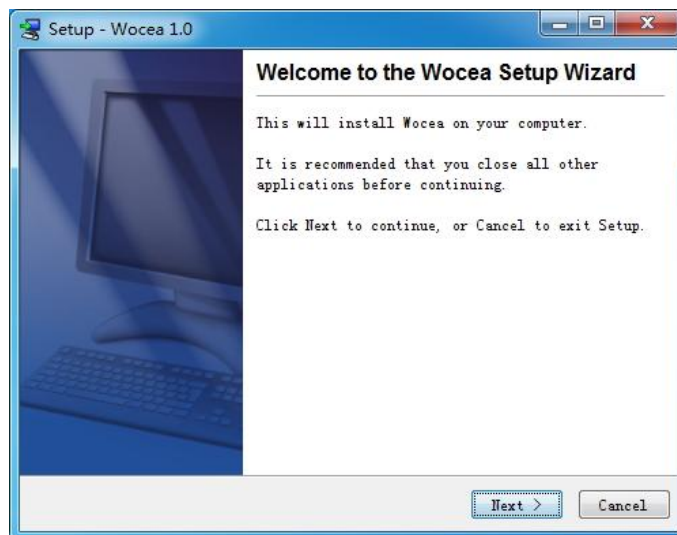 Setup - Wocea 1.0
Welcome to the Wocea Setup Wizard
This will install Wocea on your computer.
It is recommended that you close all other
applications before continuing.
Click Next to continue, or Cancel to exit Setup.
Next >
Cancel